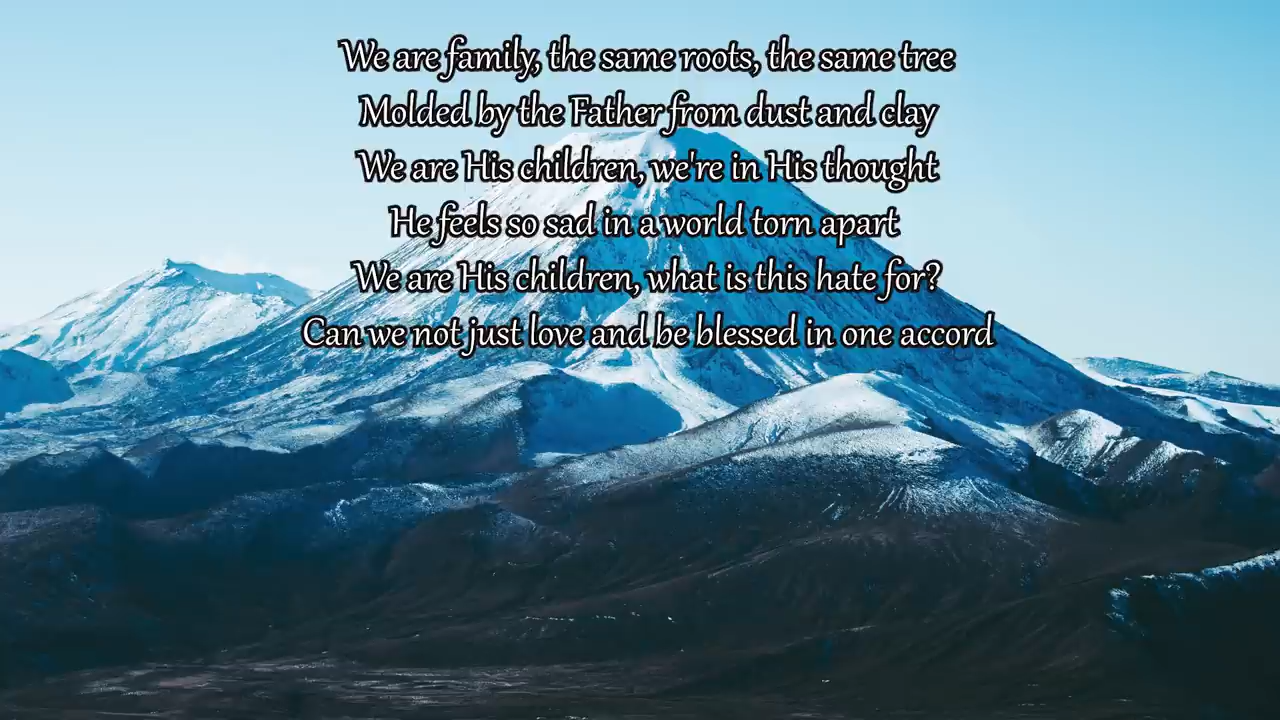 We are family, the same roots, the same tree
Molded by the Father from dust and clay
We are His children, we're in His thought
He feels so sad in a world torn apart
We are His children, what is this hate for?
Can we not just love and be blessed in one accord